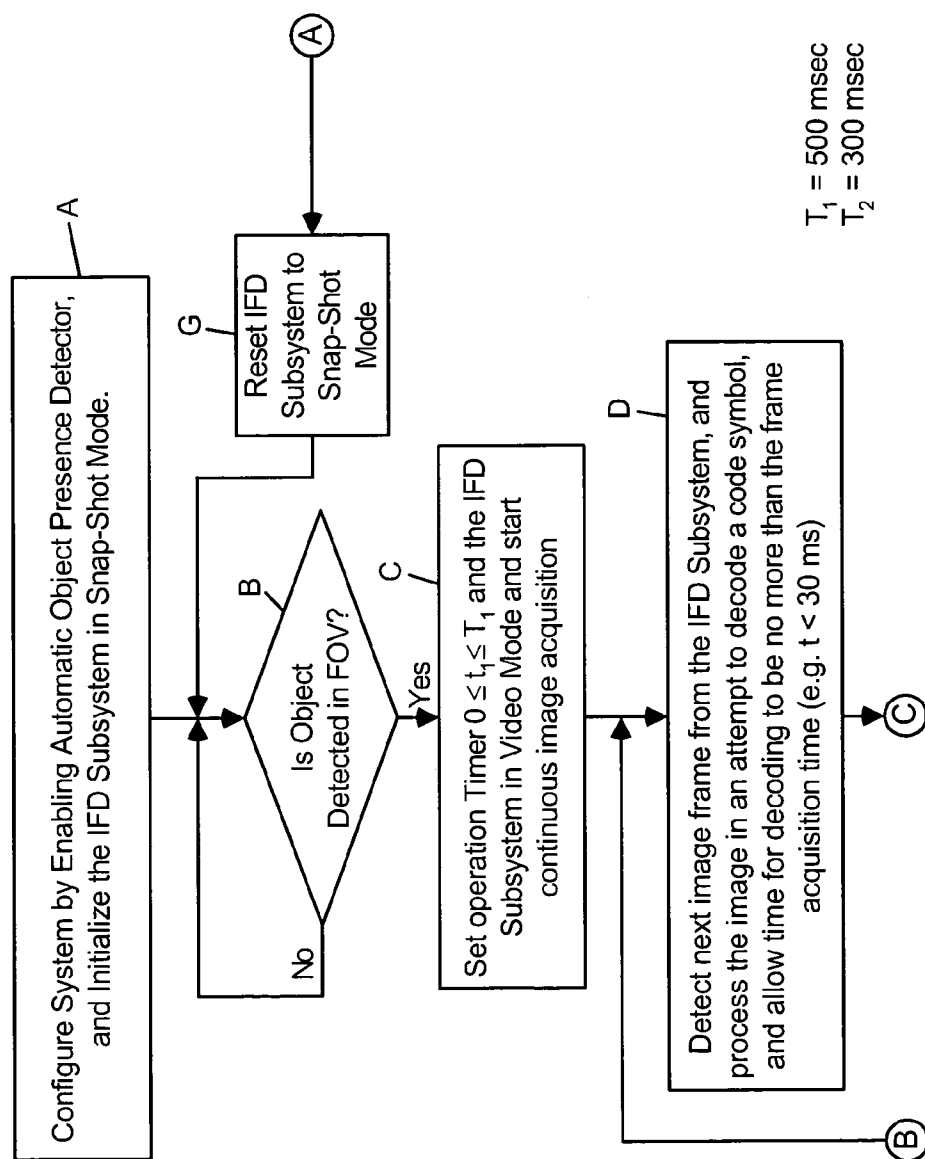 A
Configure System by Enabling Automatic Object Presence Detector,
and Initialize the IFD Subsystem in Snap-Shot Mode.
G
Reset IFD
Subsystem to
Snap-Shot
Mode
A
B
Is Object
Detected in FOV?
No
Yes
C
Set operation Timer 0 ≤ t₁ ≤ T₁ and the IFD
Subsystem in Video Mode and start
continuous image acquisition
D
Detect next image frame from the IFD Subsystem, and
process the image in an attempt to decode a code symbol,
and allow time for decoding to be no more than the frame
acquisition time (e.g. t < 30 ms)
B
C
T₁ = 500 msec
T₂ = 300 msec